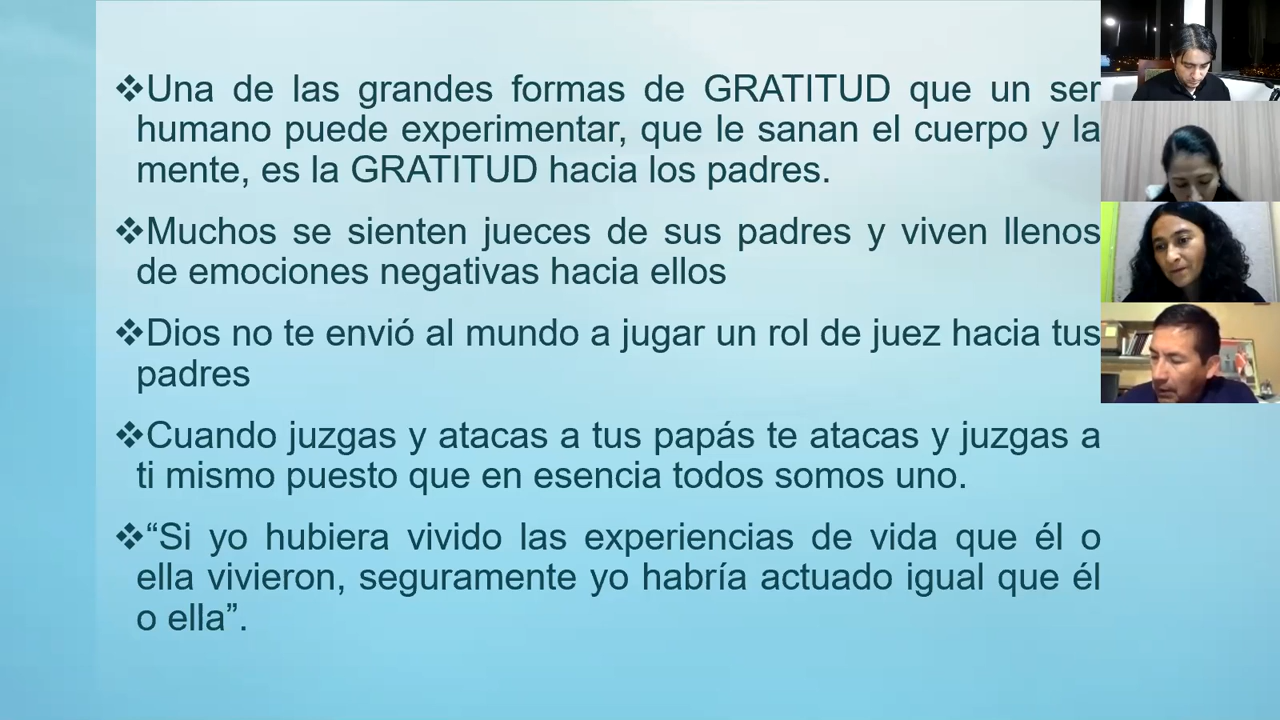 ❖Una de las grandes formas de GRATITUD que un ser
humano puede experimentar, que le sanan el cuerpo y la
mente, es la GRATITUD hacia los padres.
❖Muchos se sienten jueces de sus padres y viven llenos
de emociones negativas hacia ellos
❖Dios no te envió al mundo a jugar un rol de juez hacia tus
padres
❖Cuando juzgas y atacas a tus papás te atacas y juzgas a
ti mismo puesto que en esencia todos somos uno.
❖“Si yo hubiera vivido las experiencias de vida que él o
ella vivieron, seguramente yo habría actuado igual que él
o ella”.